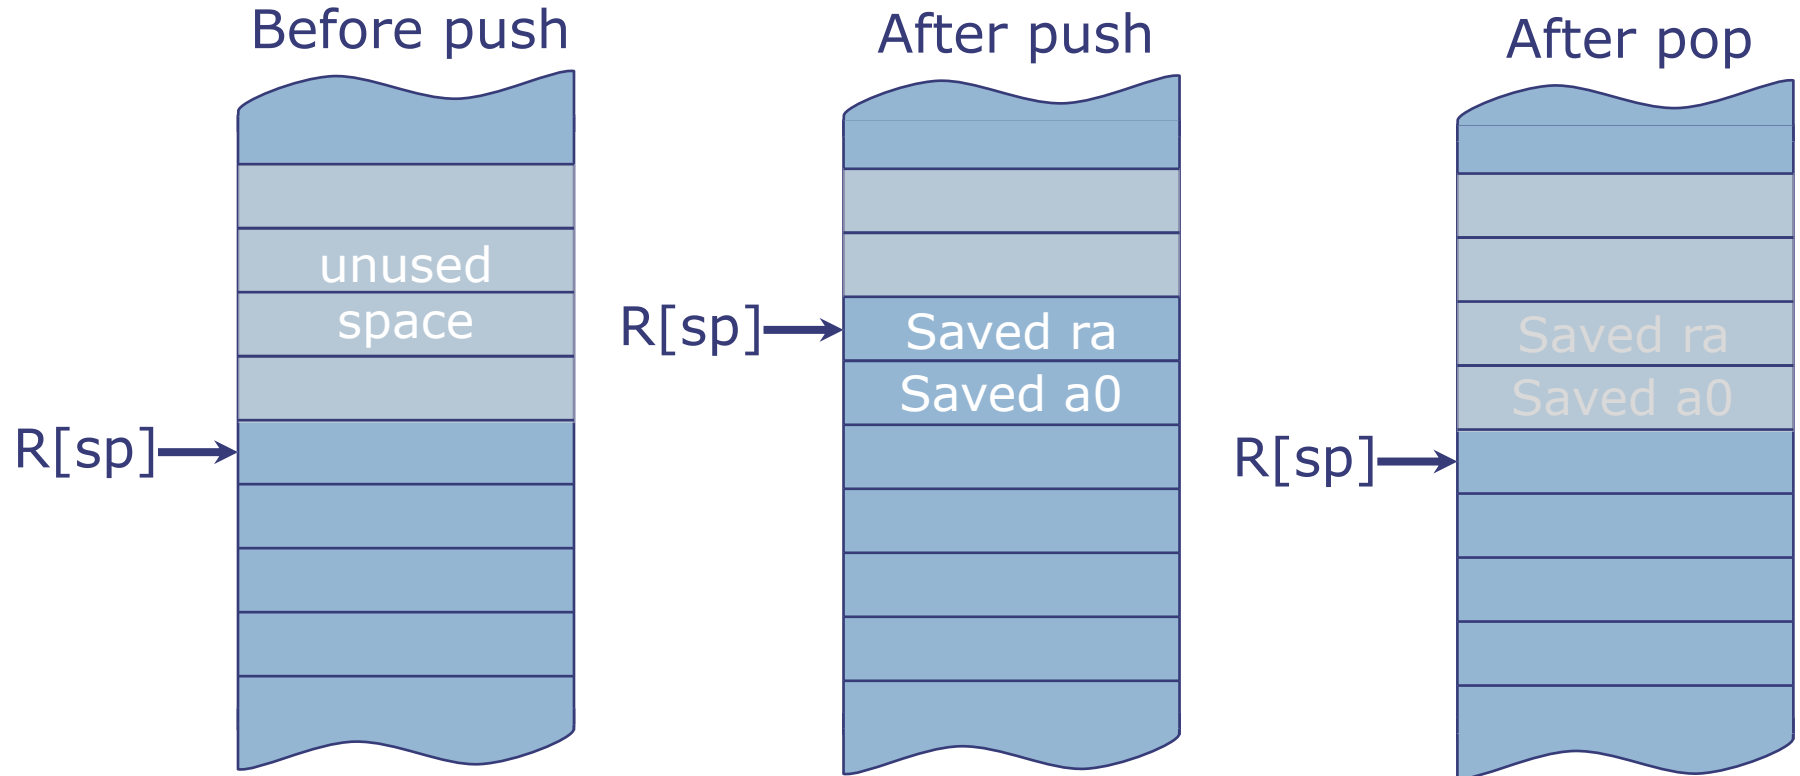 Before push
After push
After pop
unused
space
R[sp]
R[sp]
Saved ra
Saved a0
R[sp]
Saved ra
Saved a0